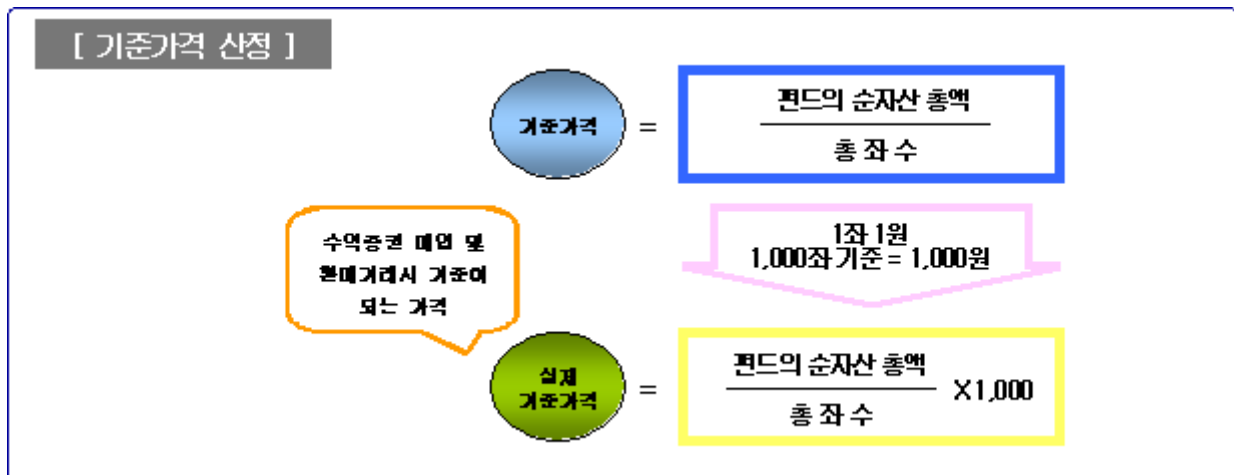 [ 기준가격 산정 ]
기준가격
=
펀드의 순자산 총액
총 좌 수
1좌 1원
1,000좌 기준 = 1,000원
수익증권 매입 및
환매거래시 기준이
되는 가격
실제
기준가격
=
펀드의 순자산 총액
총 좌 수
X1,000